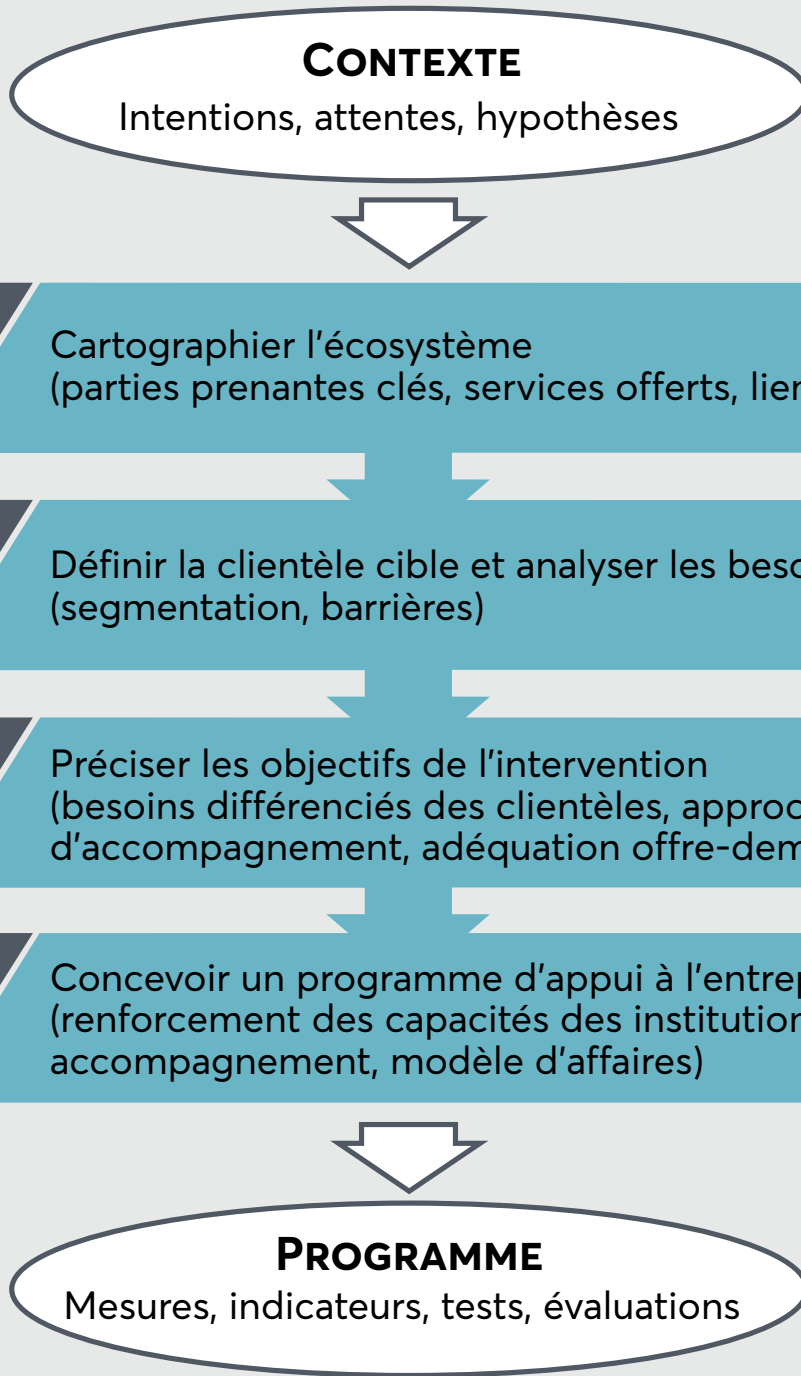 CONTEXTE
Intentions, attentes, hypothèses
Cartographier l'écosystème
(parties prenantes clés, services offerts,
Définir la clientèle cible et analyser les
(segmentation, barrières)
Préciser les objectifs de l'intervention
(besoins différenciés des clientèles,
d'accompagnement, adéquation
Concevoir un programme d'appui à
(renforcement des capacités des
accompagnement, modèle d'affaires)
PROGRAMME
Mesures, indicateurs, tests, évaluations